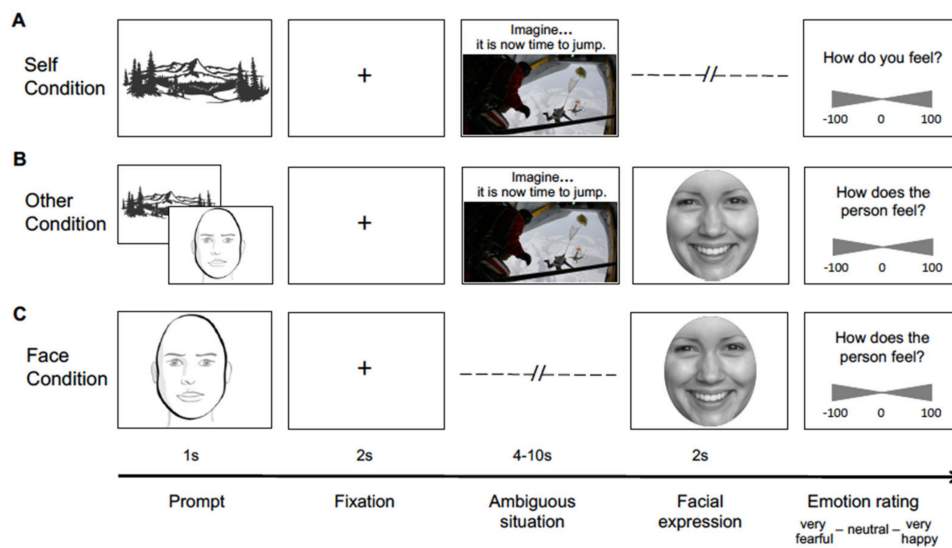 A
Self
Condition
+
Imagine...
it is now time to jump.
How do you feel?
-100 0 100
B
Other
Condition
+
Imagine...
it is now time to jump.
How does the
person feel?
-100 0 100
C
Face
Condition
+
How does the
person feel?
-100 0 100
1s 2s 4-10s 2s
Prompt Fixation Ambiguous situation Facial expression Emotion rating
very fearful – neutral – very happy